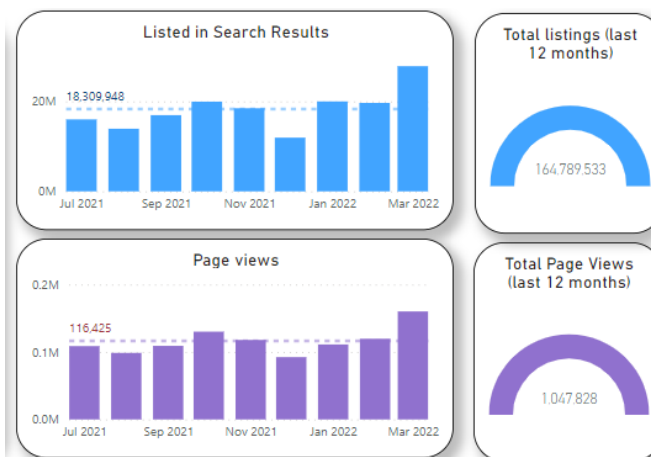 Listed in Search Results
18,309,948
20M
0M
Jul 2021 Sep 2021 Nov 2021 Jan 2022 Mar 2022
Total listings (last
12 months)
164.789.533
Page views
0.2M
116,425
0.1M
0.0M
Jul 2021 Sep 2021 Nov 2021 Jan 2022 Mar 2022
Total Page Views
(last 12 months)
1.047.828